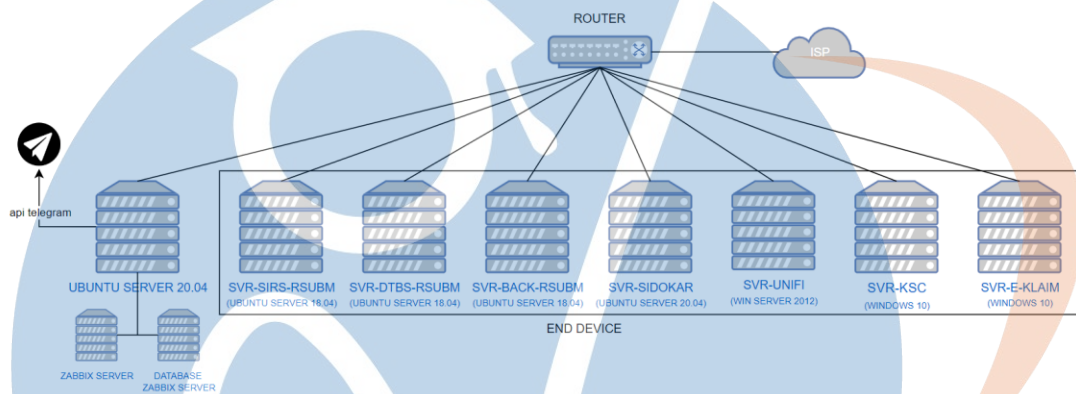 ROUTER
ISP
api telegram
UBUNTU SERVER 20.04
SVR-SIRS-RSUBM
(UBUNTU SERVER 18.04)
SVR-DTBS-RSUBM
(UBUNTU SERVER 18.04)
SVR-BACK-RSUBM
(UBUNTU SERVER 18.04)
SVR-SIDOKAR
(UBUNTU SERVER 20.04)
SVR-UNIFI
(WIN SERVER 2012)
SVR-KSC
(WINDOWS 10)
SVR-E-KLAIM
(WINDOWS 10)
END DEVICE
ZABBIX SERVER
DATABASE
ZABBIX SERVER